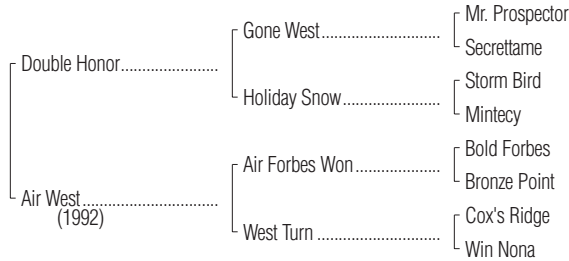 Mr. Prospector
Gone West
Secrettame
Double Honor
Storm Bird
Holiday Snow
Mintecy
Bold Forbes
Air Forbes Won
Bronze Point
Air West
(1992)
Cox's Ridge
West Turn
Win Nona